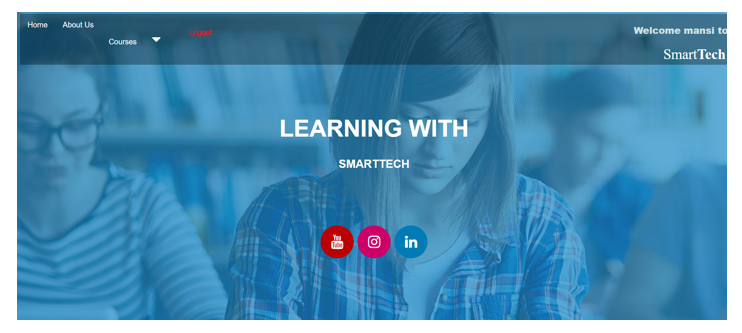 Home About Us
Courses
Logout
Welcome mansi to
SmartTech
LEARNING WITH
SMARTTECH
You
Tube
in